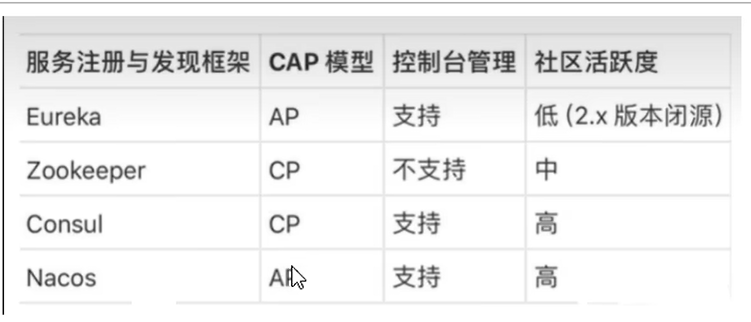 服务注册与发现框架 CAP 模型 控制台管理 社区活跃度
Eureka AP 支持 低 (2.x 版本闭源)
Zookeeper CP 不支持 中
Consul CP 支持 高
Nacos AP 支持 高